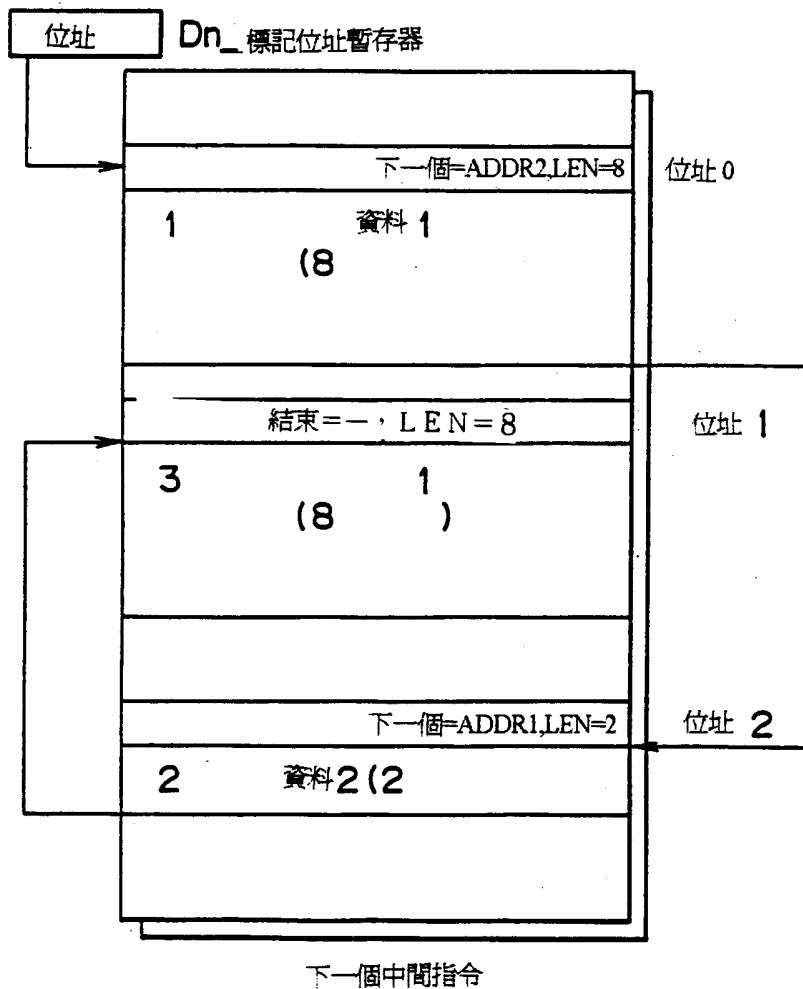 位址 Dn_標記位址暫存器
下一個=ADDR2,LEN=8 位址0
1 資料1
(8
結束=一，LEN=8 位址1
3 1
(8 )
下一個=ADDR1,LEN=2 位址2
2 資料2(2
下一個中間指令